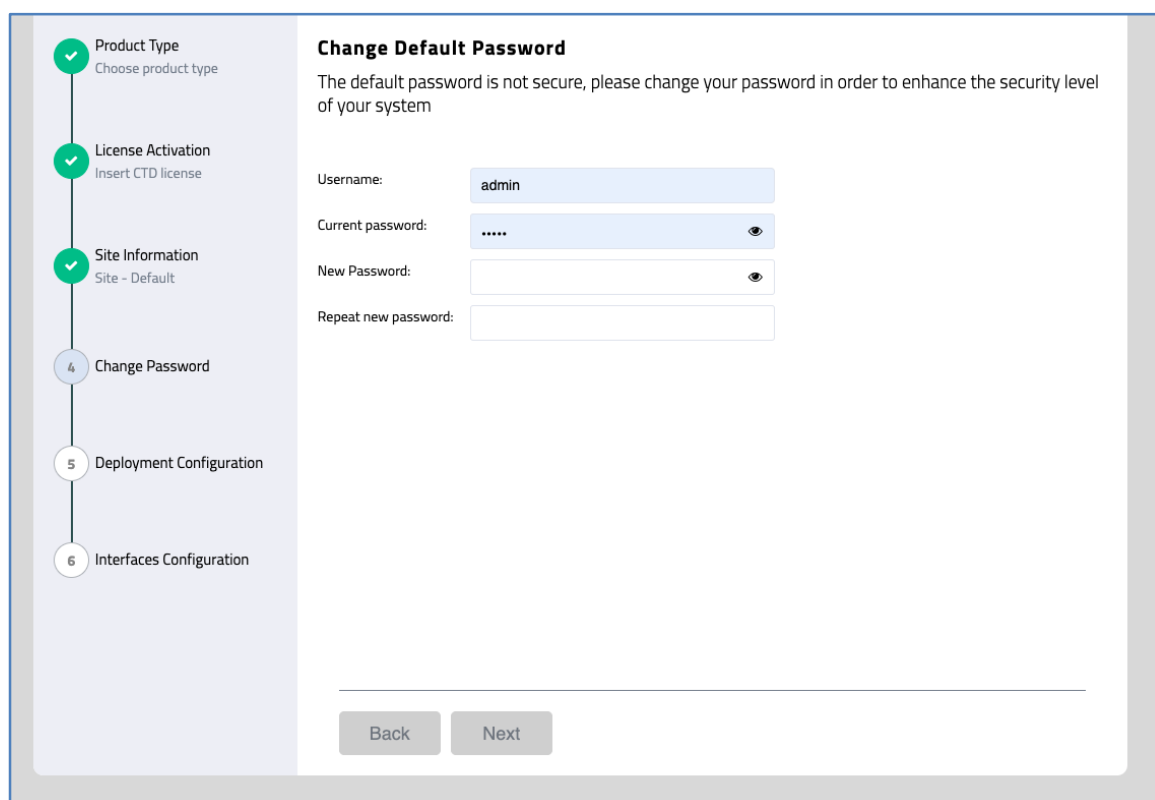 Product Type
Choose product type
License Activation
Insert CTD license
Site Information
Site - Default
4
Change Password
5
Deployment Configuration
6
Interfaces Configuration
Change Default Password
The default password is not secure, please change your password in order to enhance the security level
of your system
Username:
admin
Current password:
•••••
New Password:
Repeat new password:
Back
Next